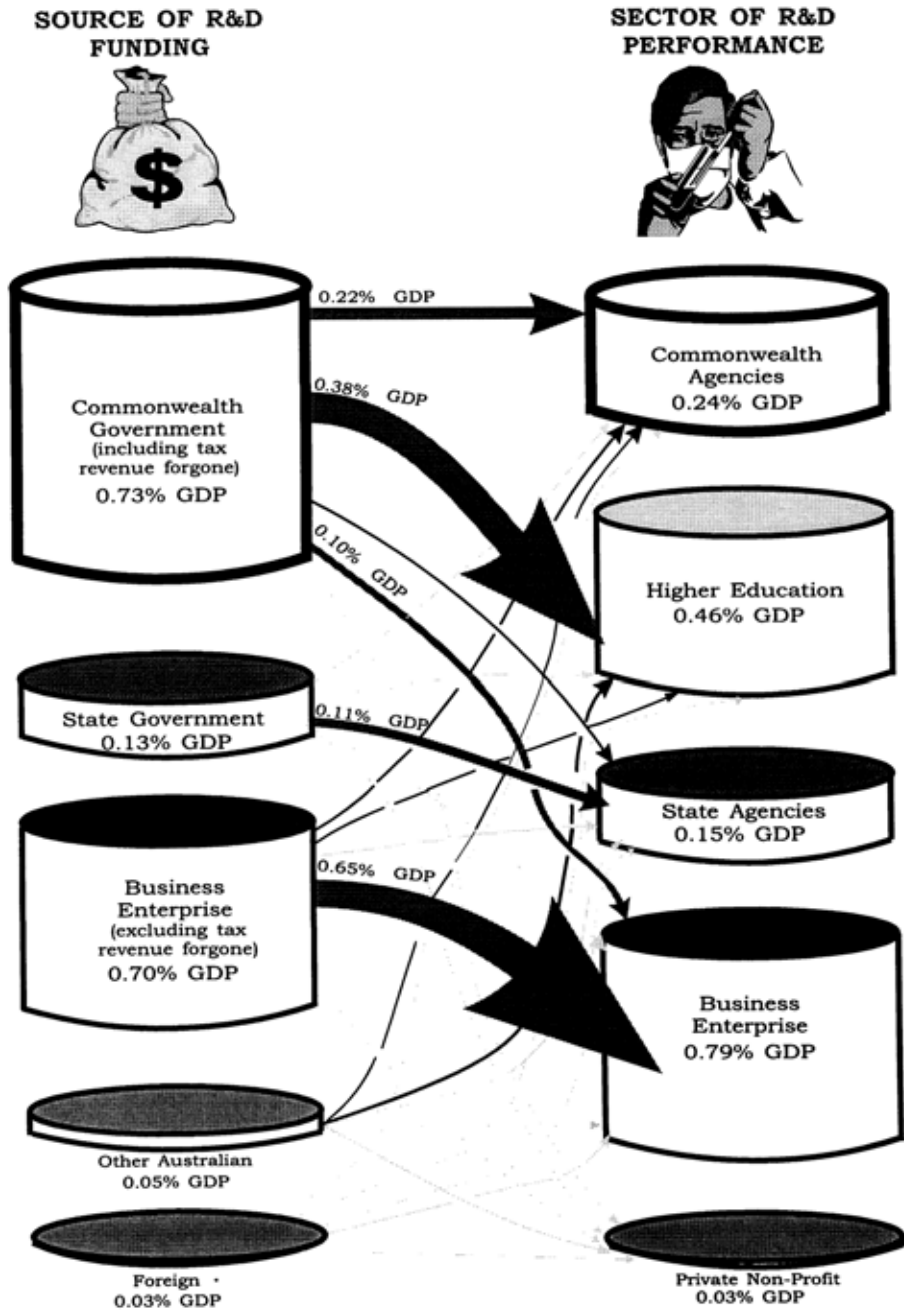 SOURCE OF R&D
FUNDING
SECTOR OF R&D
PERFORMANCE
$
0.22% GDP
0.38% GDP
Commonwealth
Government
(including tax
revenue forgone)
0.73% GDP
0.10% GDP
Commonwealth
Agencies
0.24% GDP
Higher Education
0.46% GDP
State Government
0.13% GDP
0.11% GDP
State Agencies
0.15% GDP
0.65% GDP
Business
Enterprise
(excluding tax
revenue forgone)
0.70% GDP
Business
Enterprise
0.79% GDP
Other Australian
0.05% GDP
Foreign
0.03% GDP
Private Non-Profit
0.03% GDP